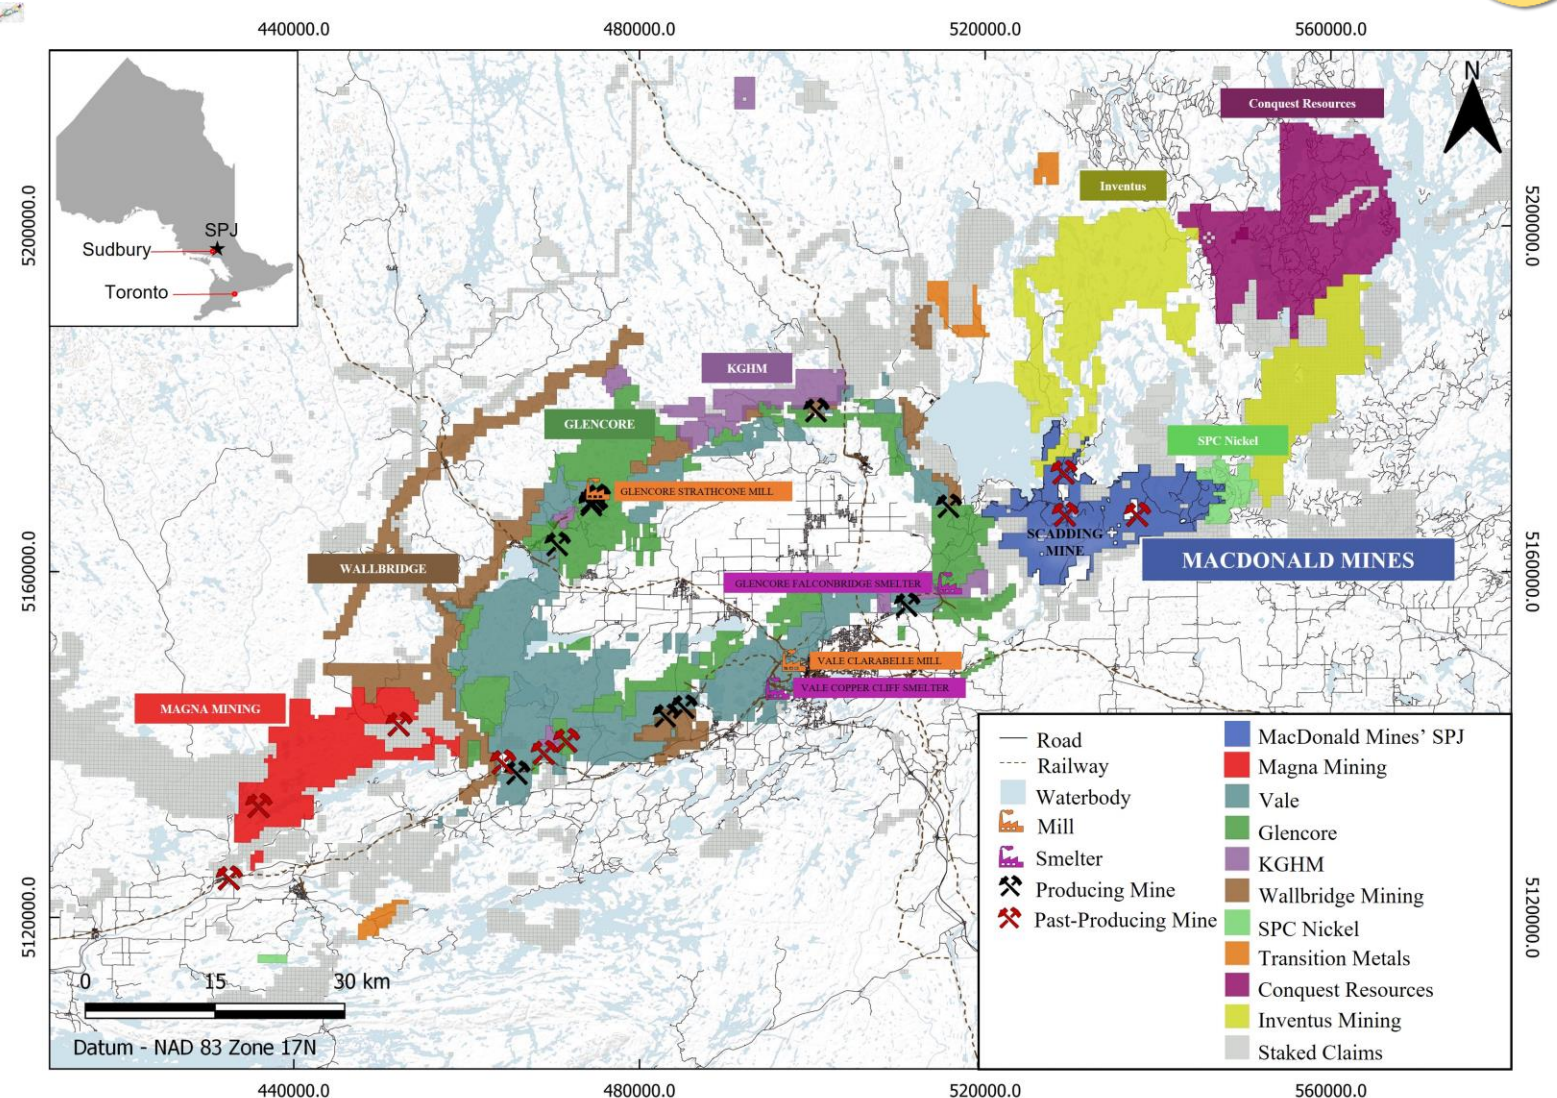 440000.0
480000.0
520000.0
560000.0
N
Conquest Resources
Inventus
5200000.0
5200000.0
SPJ
Sudbury
Toronto
KGHM
GLENCORE
SPC Nickel
GLENCORE STRATHCONE MILL
SCADDING
MINE
MACDONALD MINES
WALLBRIDGE
5160000.0
5160000.0
GLENCORE FALCONBRIDGE SMELTER
VALE CLARABELLE MILL
VALE COPPER CLIFF SMELTER
MAGNA MINING
Road
Railway
Waterbody
Mill
Smelter
Producing Mine
Past-Producing Mine
MacDonald Mines' SPJ
Magna Mining
Vale
Glencore
KGHM
Wallbridge Mining
SPC Nickel
Transition Metals
Conquest Resources
Inventus Mining
Staked Claims
5120000.0
5120000.0
0 15 30 km
Datum - NAD 83 Zone 17N
440000.0
480000.0
520000.0
560000.0